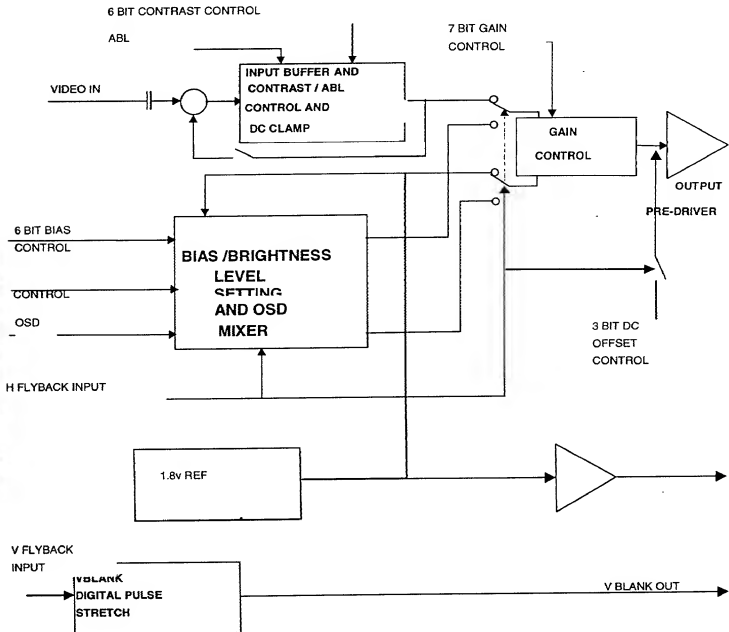 6 BIT CONTRAST CONTROL
ABL
7 BIT GAIN
CONTROL
VIDEO IN
INPUT BUFFER AND
CONTRAST / ABL
CONTROL AND
DC CLAMP
GAIN
CONTROL
OUTPUT
PRE-DRIVER
6 BIT BIAS
CONTROL
CONTROL
OSD
BIAS /BRIGHTNESS
LEVEL
SETTING
AND OSD
MIXER
3 BIT DC
OFFSET
CONTROL
H FLYBACK INPUT
1.8v REF
V FLYBACK
INPUT
VBLANK
DIGITAL PULSE
STRETCH
V BLANK OUT